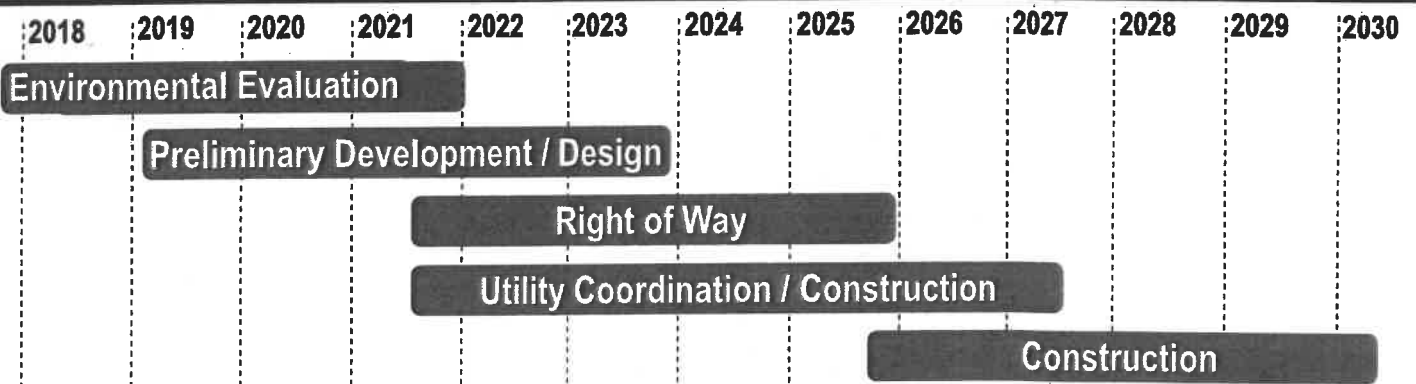 2018 2019 2020 2021 2022 2023 2024 2025 2026 2027 2028 2029 2030
Environmental Evaluation
Preliminary Development / Design
Right of Way
Utility Coordination / Construction
Construction